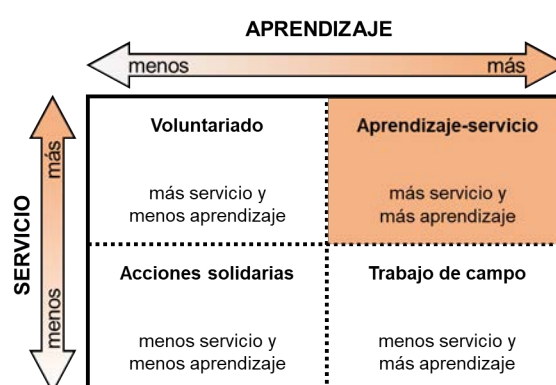 APRENDIZAJE
menos
más
SERVICIO
más
menos
Voluntariado
más servicio y
menos aprendizaje
Aprendizaje-servicio
más servicio y
más aprendizaje
Acciones solidarias
menos servicio y
menos aprendizaje
Trabajo de campo
menos servicio y
más aprendizaje